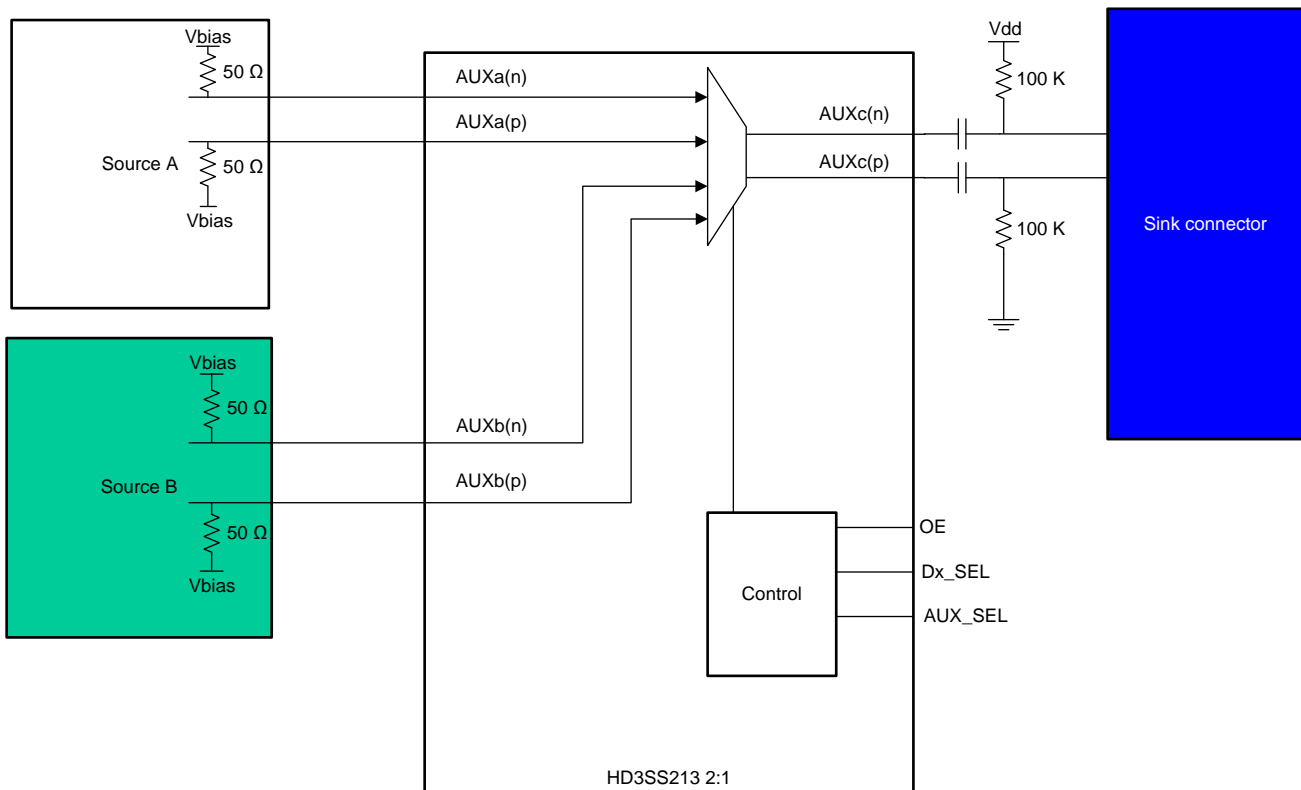 Vbias
50 Ω
Source A
50 Ω
Vbias
Vbias
50 Ω
Source B
50 Ω
Vbias
AUXa(n)
AUXa(p)
AUXb(n)
AUXb(p)
AUXc(n)
AUXc(p)
Control
OE
Dx_SEL
AUX_SEL
HD3SS213 2:1
Vdd
100 K
100 K
Sink connector